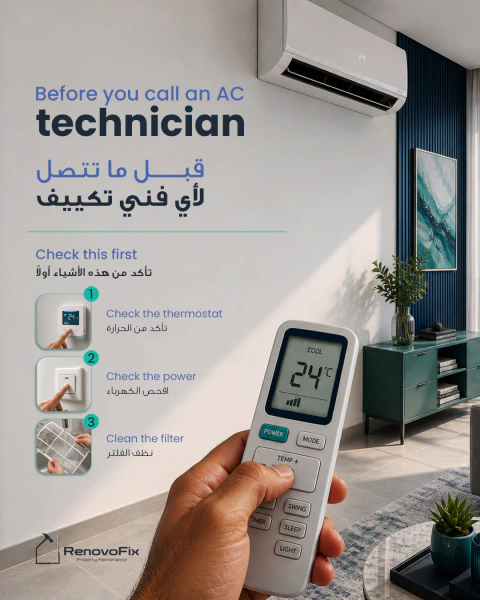 Before you call an AC
technician
قبل ما تتصل
لأي فني تكييف
Check this first
تأكد من هذه الأشياء أولاً
1
Check the thermostat
تأكد من الحرارة
2
Check the power
افحص الكهرباء
3
Clean the filter
نظف الفلتر
24
COOL
24°C
POWER
MODE
TEMP +
SWING
TIMER
SLEEP
LIGHT
RenovoFix
Property Maintenance